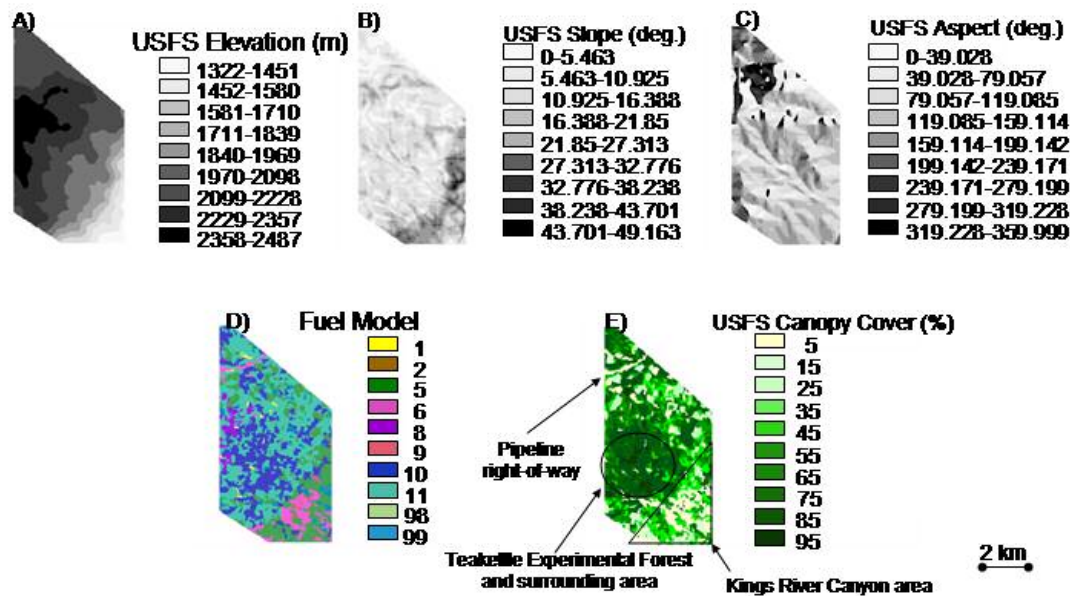 A)
USFS Elevation (m)
1322-1451
1452-1580
1581-1710
1711-1839
1840-1969
1970-2098
2099-2228
2229-2357
2358-2487
B)
USFS Slope (deg.)
0-5.463
5.463-10.925
10.925-16.388
16.388-21.85
21.85-27.313
27.313-32.776
32.776-38.238
38.238-43.701
43.701-49.163
C)
USFS Aspect (deg.)
0-39.028
39.028-79.057
79.057-119.085
119.085-159.114
159.114-199.142
199.142-239.171
239.171-279.199
279.199-319.228
319.228-359.999
D)
Fuel Model
1
2
5
6
8
9
10
11
98
99
E)
USFS Canopy Cover (%)
5
15
25
35
45
55
65
75
85
95
Pipeline
right-of-way
Teakettle Experimental Forest
and surrounding area
Kings River Canyon area
2 km